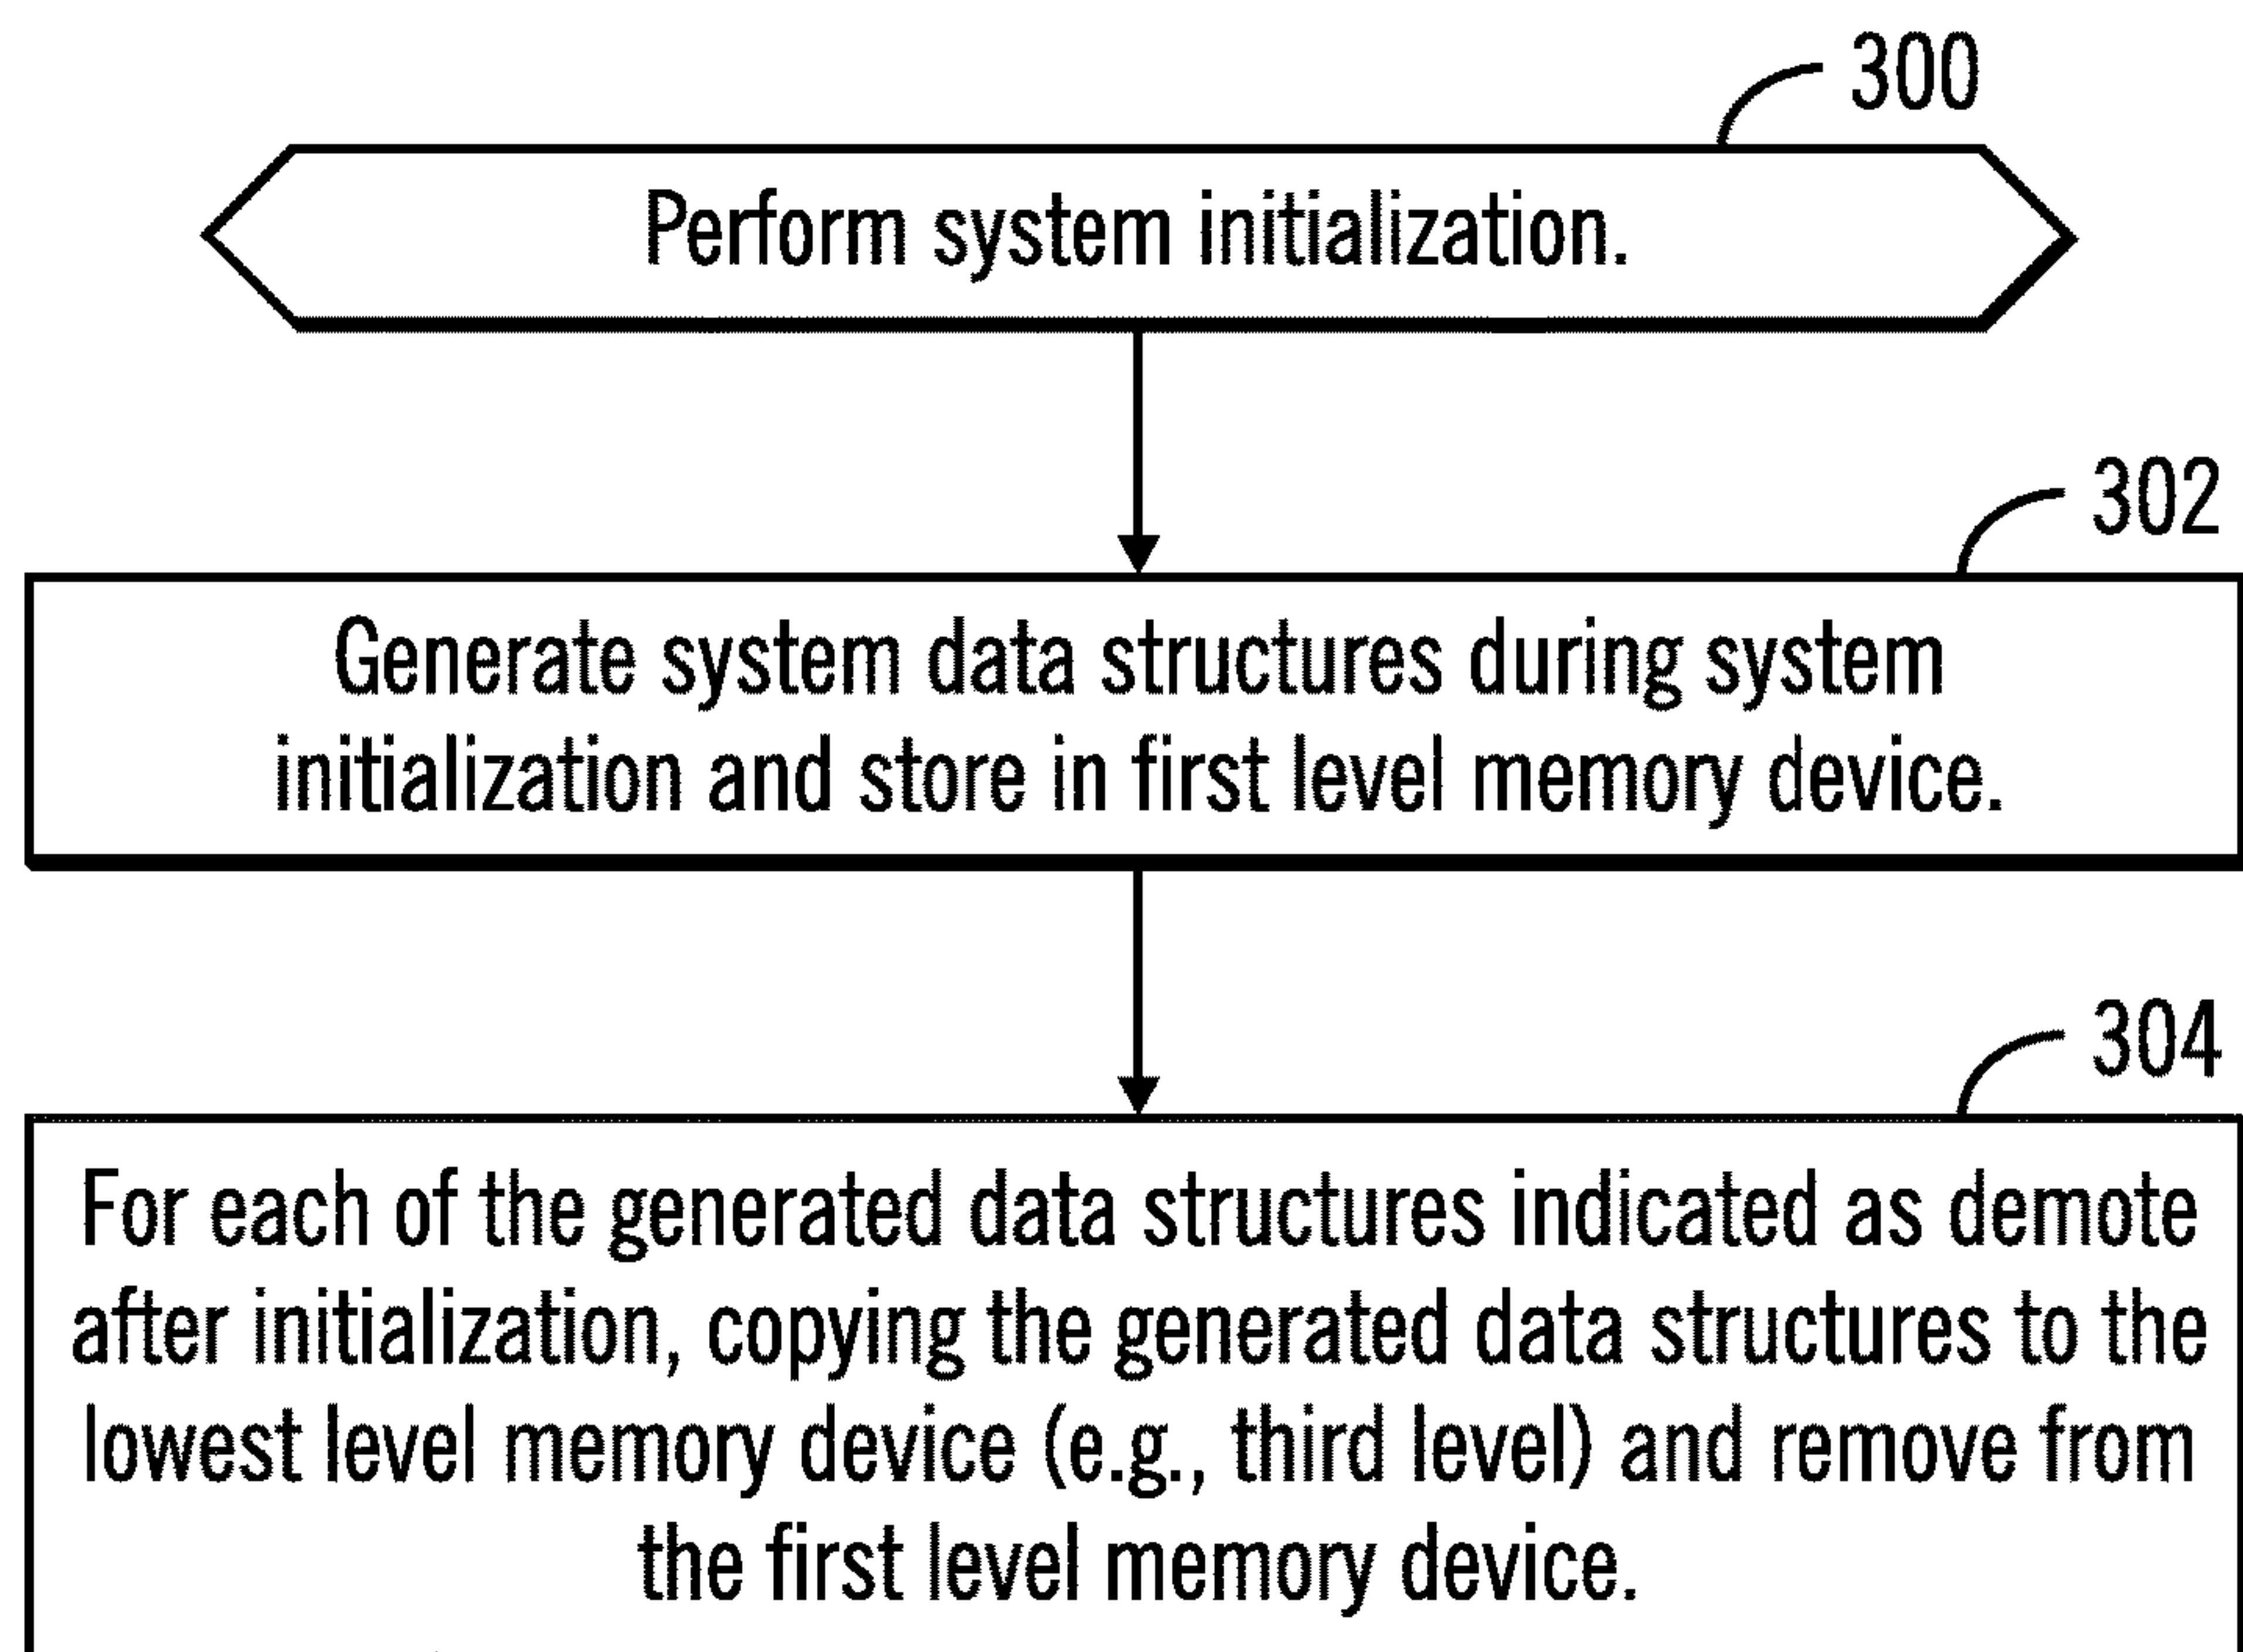 300
Perform system initialization.
302
Generate system data structures during system
initialization and store in first level memory device.
304
For each of the generated data structures indicated as demote
after initialization, copying the generated data structures to the
lowest level memory device (e.g., third level) and remove from
the first level memory device.